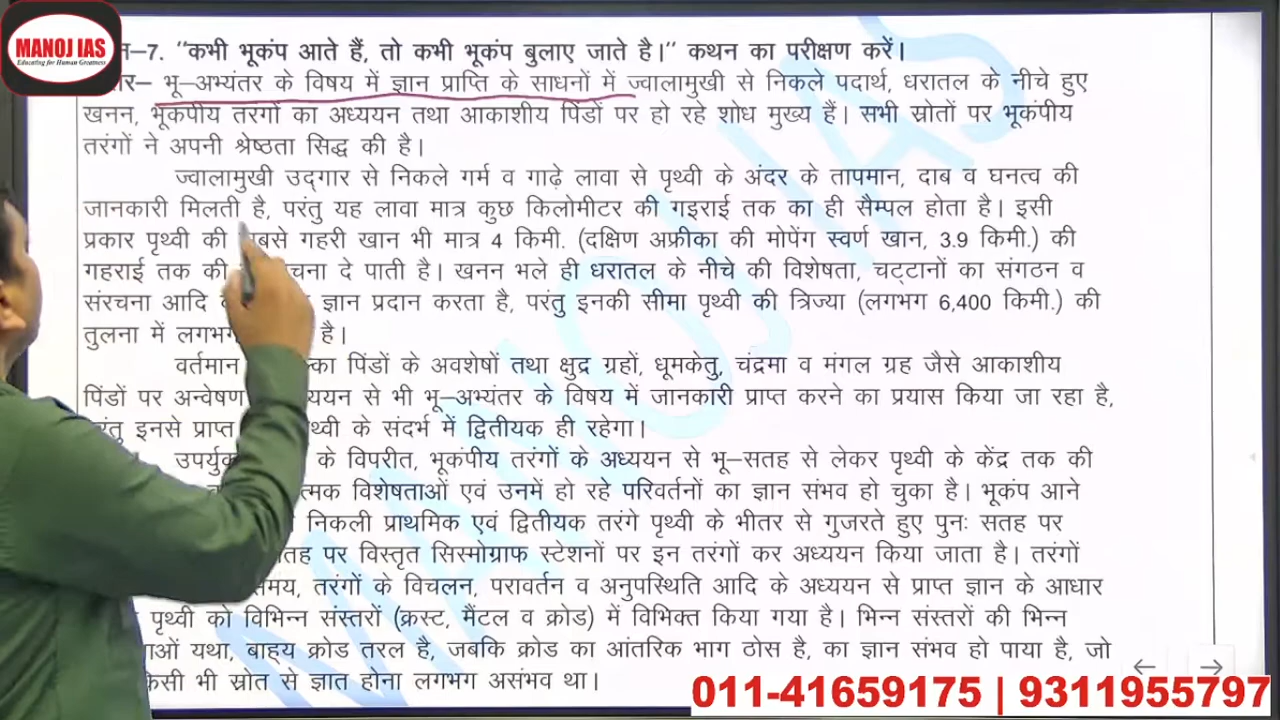 MANOJ IAS
Educating for Human Greatness
न–7. "कभी भूकंप आते हैं, तो कभी भूकंप बुलाए जाते है।" कथन का परीक्षण करें।
भू–अभ्यंतर के विषय में ज्ञान प्राप्ति के साधनों में ज्वालामुखी से निकले पदार्थ, धरातल के नीचे हुए
खनन, भूकंपीय तरंगों का अध्ययन तथा आकाशीय पिंडों पर हो रहे शोध मुख्य हैं। सभी स्रोतों पर भूकंपीय
तरंगों ने अपनी श्रेष्ठता सिद्ध की है।
ज्वालामुखी उद्गार से निकले गर्म व गाढ़े लावा से पृथ्वी के अंदर के तापमान, दाब व घनत्व की
जानकारी मिलती है, परंतु यह लावा मात्र कुछ किलोमीटर की गइराई तक का ही सैम्पल होता है। इसी
प्रकार पृथ्वी की सबसे गहरी खान भी मात्र 4 किमी. (दक्षिण अफ्रीका की मोपेंग स्वर्ण खान, 3.9 किमी.) की
गहराई तक की चना दे पाती है। खनन भले ही धरातल के नीचे की विशेषता, चट्टानों का संगठन व
संरचना आदि ज्ञान प्रदान करता है, परंतु इनकी सीमा पृथ्वी की त्रिज्या (लगभग 6,400 किमी.) की
तुलना में लगभग है।
वर्तमान का पिंडों के अवशेषों तथा क्षुद्र ग्रहों, धूमकेतु, चंद्रमा व मंगल ग्रह जैसे आकाशीय
पिंडों पर अन्वेषण ययन से भी भू–अभ्यंतर के विषय में जानकारी प्राप्त करने का प्रयास किया जा रहा है,
इनसे प्राप्त थ्वी के संदर्भ में द्वितीयक ही रहेगा।
के विपरीत, भूकंपीय तरंगों के अध्ययन से भू–सतह से लेकर पृथ्वी के केंद्र तक की
त्मक विशेषताओं एवं उनमें हो रहे परिवर्तनों का ज्ञान संभव हो चुका है। भूकंप आने
निकली प्राथमिक एवं द्वितीयक तरंगे पृथ्वी के भीतर से गुजरते हुए पुनः सतह पर
तह पर विस्तृत सिस्मोग्राफ स्टेशनों पर इन तरंगों कर अध्ययन किया जाता है। तरंगों
समय, तरंगों के विचलन, परावर्तन व अनुपस्थिति आदि के अध्ययन से प्राप्त ज्ञान के आधार
पृथ्वी को विभिन्न संस्तरों (क्रस्ट, मैंटल व क्रोड) में विभिक्त किया गया है। भिन्न संस्तरों की भिन्न
ताओं यथा, बाह्य क्रोड तरल है, जबकि क्रोड का आंतरिक भाग ठोस है, का ज्ञान संभव हो पाया है, जो
किसी भी स्रोत से ज्ञात होना लगभग असंभव था।
MANOJ IAS
011-41659175 | 9311955797